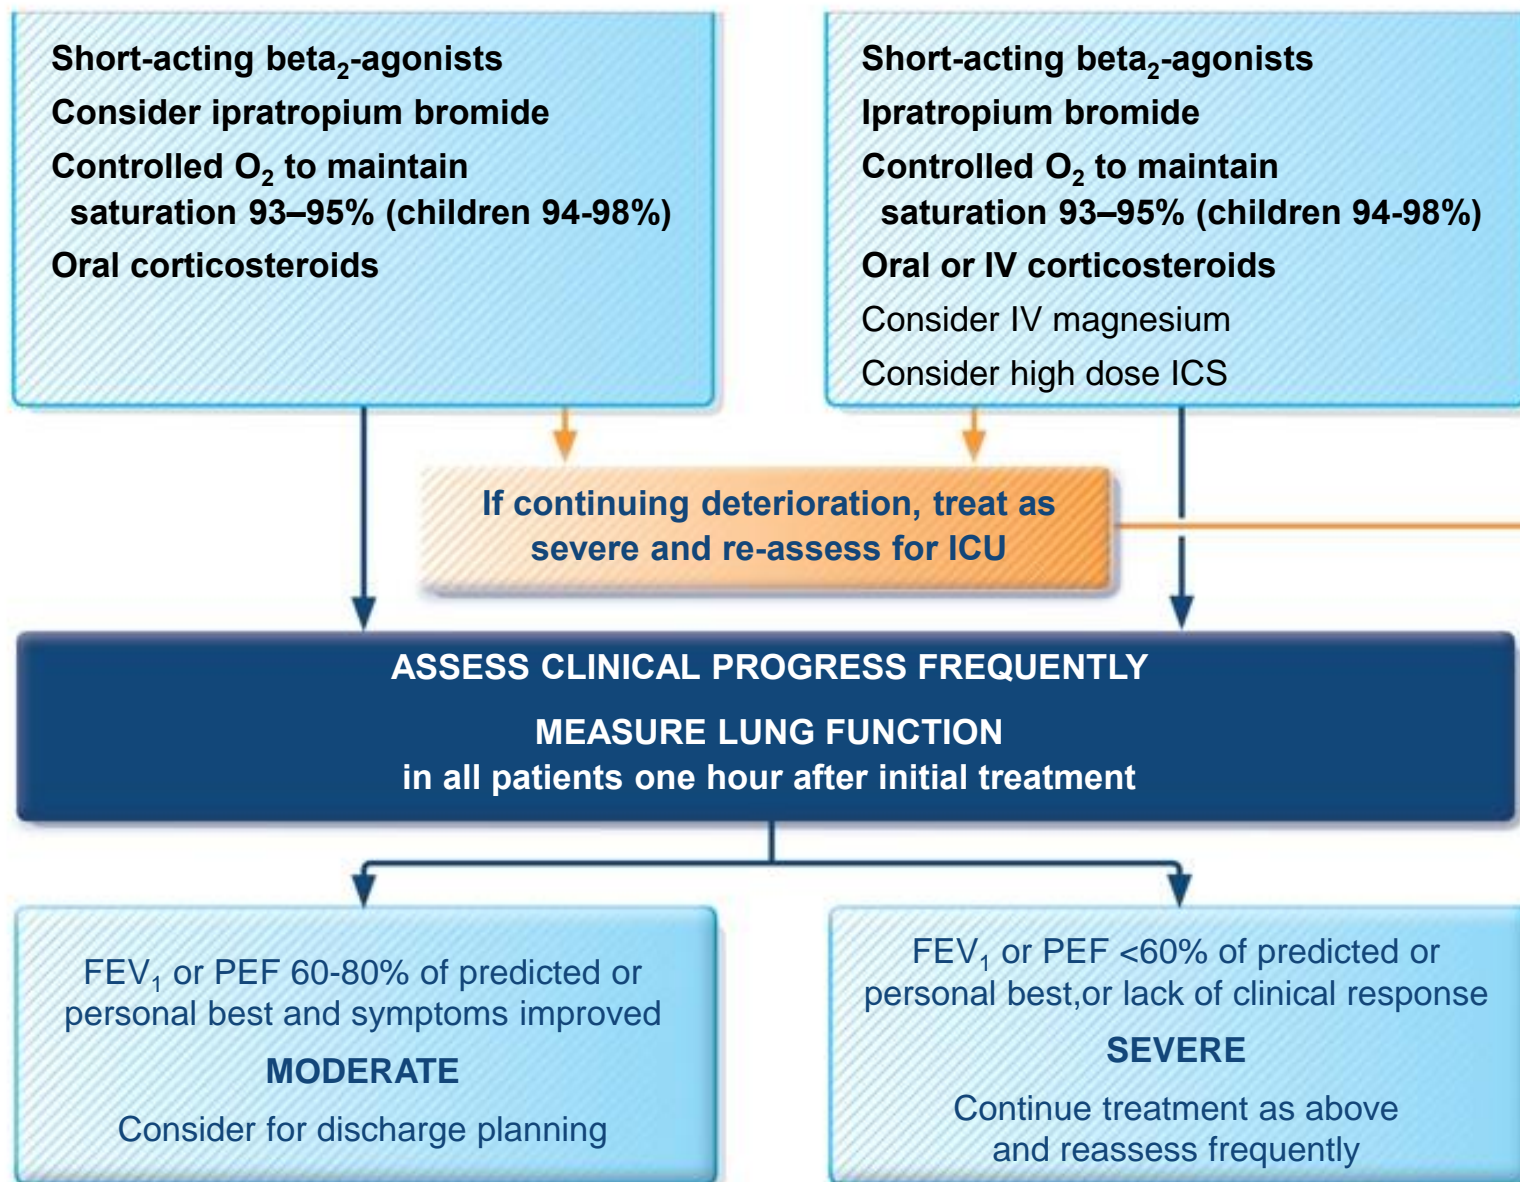 Short-acting beta₂-agonists
Consider ipratropium bromide
Controlled O₂ to maintain
saturation 93–95% (children 94-98%)
Oral corticosteroids
Short-acting beta₂-agonists
Ipratropium bromide
Controlled O₂ to maintain
saturation 93–95% (children 94-98%)
Oral or IV corticosteroids
Consider IV magnesium
Consider high dose ICS
If continuing deterioration, treat as
severe and re-assess for ICU
ASSESS CLINICAL PROGRESS FREQUENTLY
MEASURE LUNG FUNCTION
in all patients one hour after initial treatment
FEV₁ or PEF 60-80% of predicted or
personal best and symptoms improved
MODERATE
Consider for discharge planning
FEV₁ or PEF <60% of predicted or
personal best,or lack of clinical response
SEVERE
Continue treatment as above
and reassess frequently